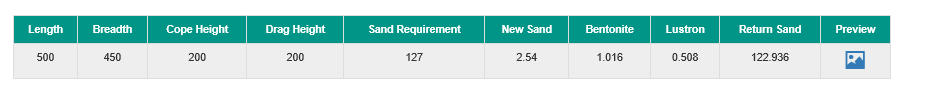 Length Breadth Cope Height Drag Height Sand Requirement New Sand Bentonite Lustron Return Sand Preview
500 450 200 200 127 2.54 1.016 0.508 122.936